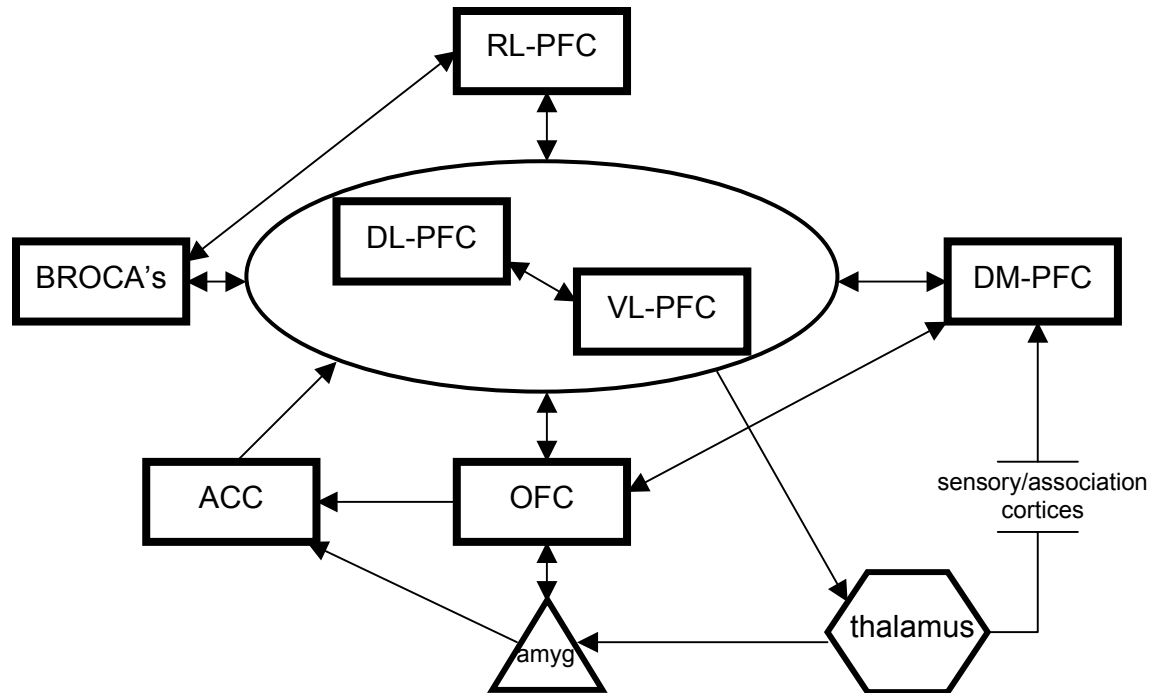 RL-PFC
DL-PFC
BROCA's
DM-PFC
VL-PFC
ACC
OFC
sensory/association
cortices
thalamus
amyg